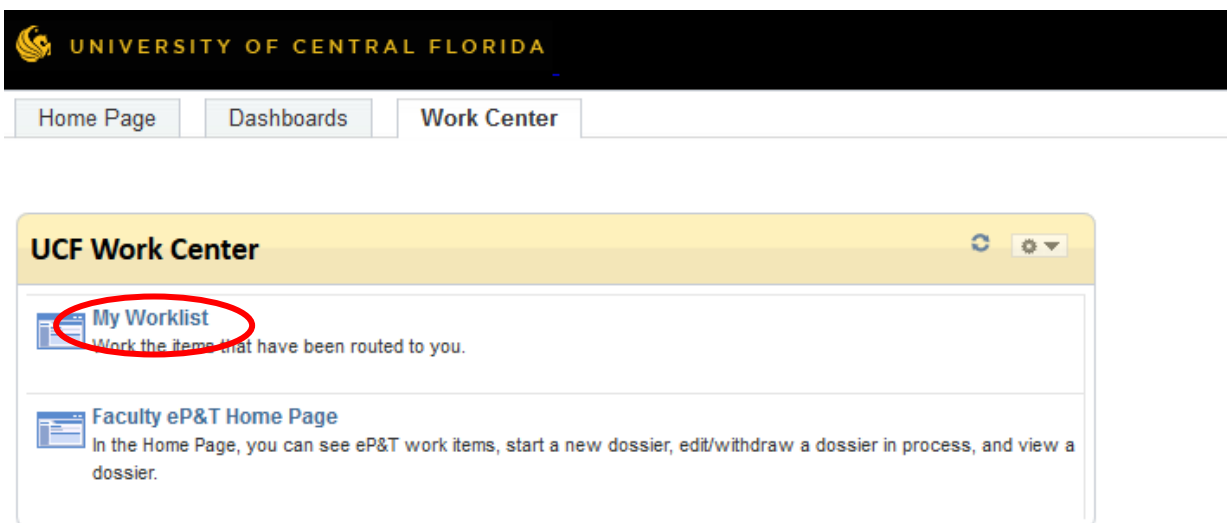 UNIVERSITY OF CENTRAL FLORIDA
Home Page Dashboards Work Center
UCF Work Center
My Worklist
Work the items that have been routed to you.
Faculty eP&T Home Page
In the Home Page, you can see eP&T work items, start a new dossier, edit/withdraw a dossier in process, and view a
dossier.